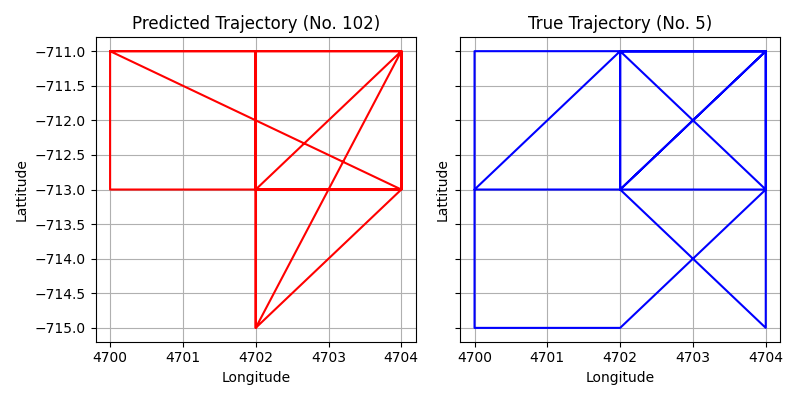 Predicted Trajectory (No. 102)
True Trajectory (No. 5)
−711.0
−711.5
−712.0
−712.5
−713.0
−713.5
−714.0
−714.5
−715.0
Lattitude
Lattitude
4700 4701 4702 4703 4704
4700 4701 4702 4703 4704
Longitude
Longitude